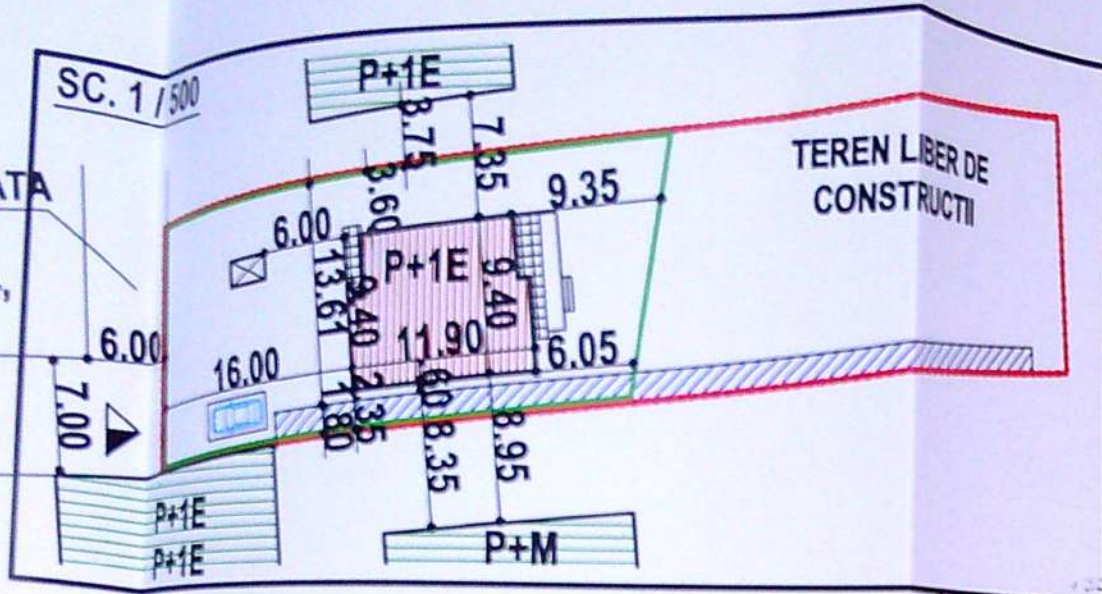 SC. 1 / 500
P+1E
3.75
7.35
TEREN LIBER DE
CONSTRUCTII
ATA
3.60
9.35
6.00
P+1E
13.61
9.40
9.40
6.00
11.90
6.05
16.00
7.00
1.80
2.35
60
8.35
8.95
P+1E
P+1E
P+M